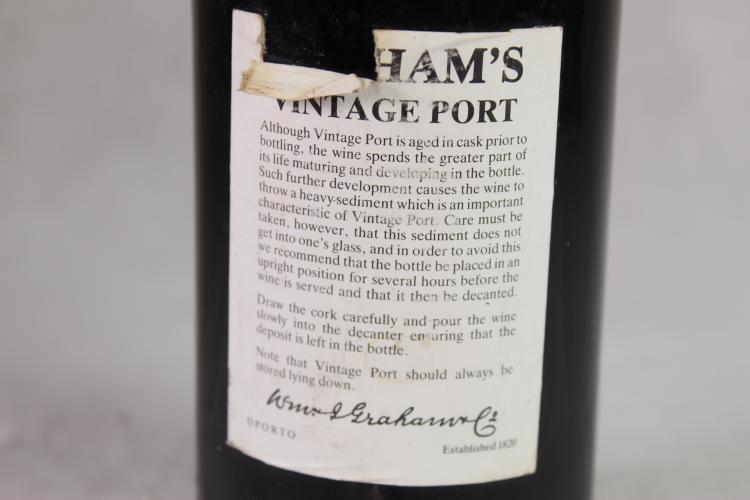 HAM'S
VINTAGE PORT
Although Vintage Port is aged in cask prior to
bottling, the wine spends the greater part of
its life maturing and developing in the bottle.
Such further development causes the wine to
throw a heavy-sediment which is an important
characteristic of Vintage Port. Care must be
taken, however, that this sediment does not
get into one's glass, and in order to avoid this
we recommend that the bottle be placed in an
upright position for several hours before the
wine is served and that it then be decanted.
Draw the cork carefully and pour the wine
slowly into the decanter ensuring that the
deposit is left in the bottle.
Note that Vintage Port should always be
stored lying down.
Wm. J Graham & Co
OPORTO
Established 1820